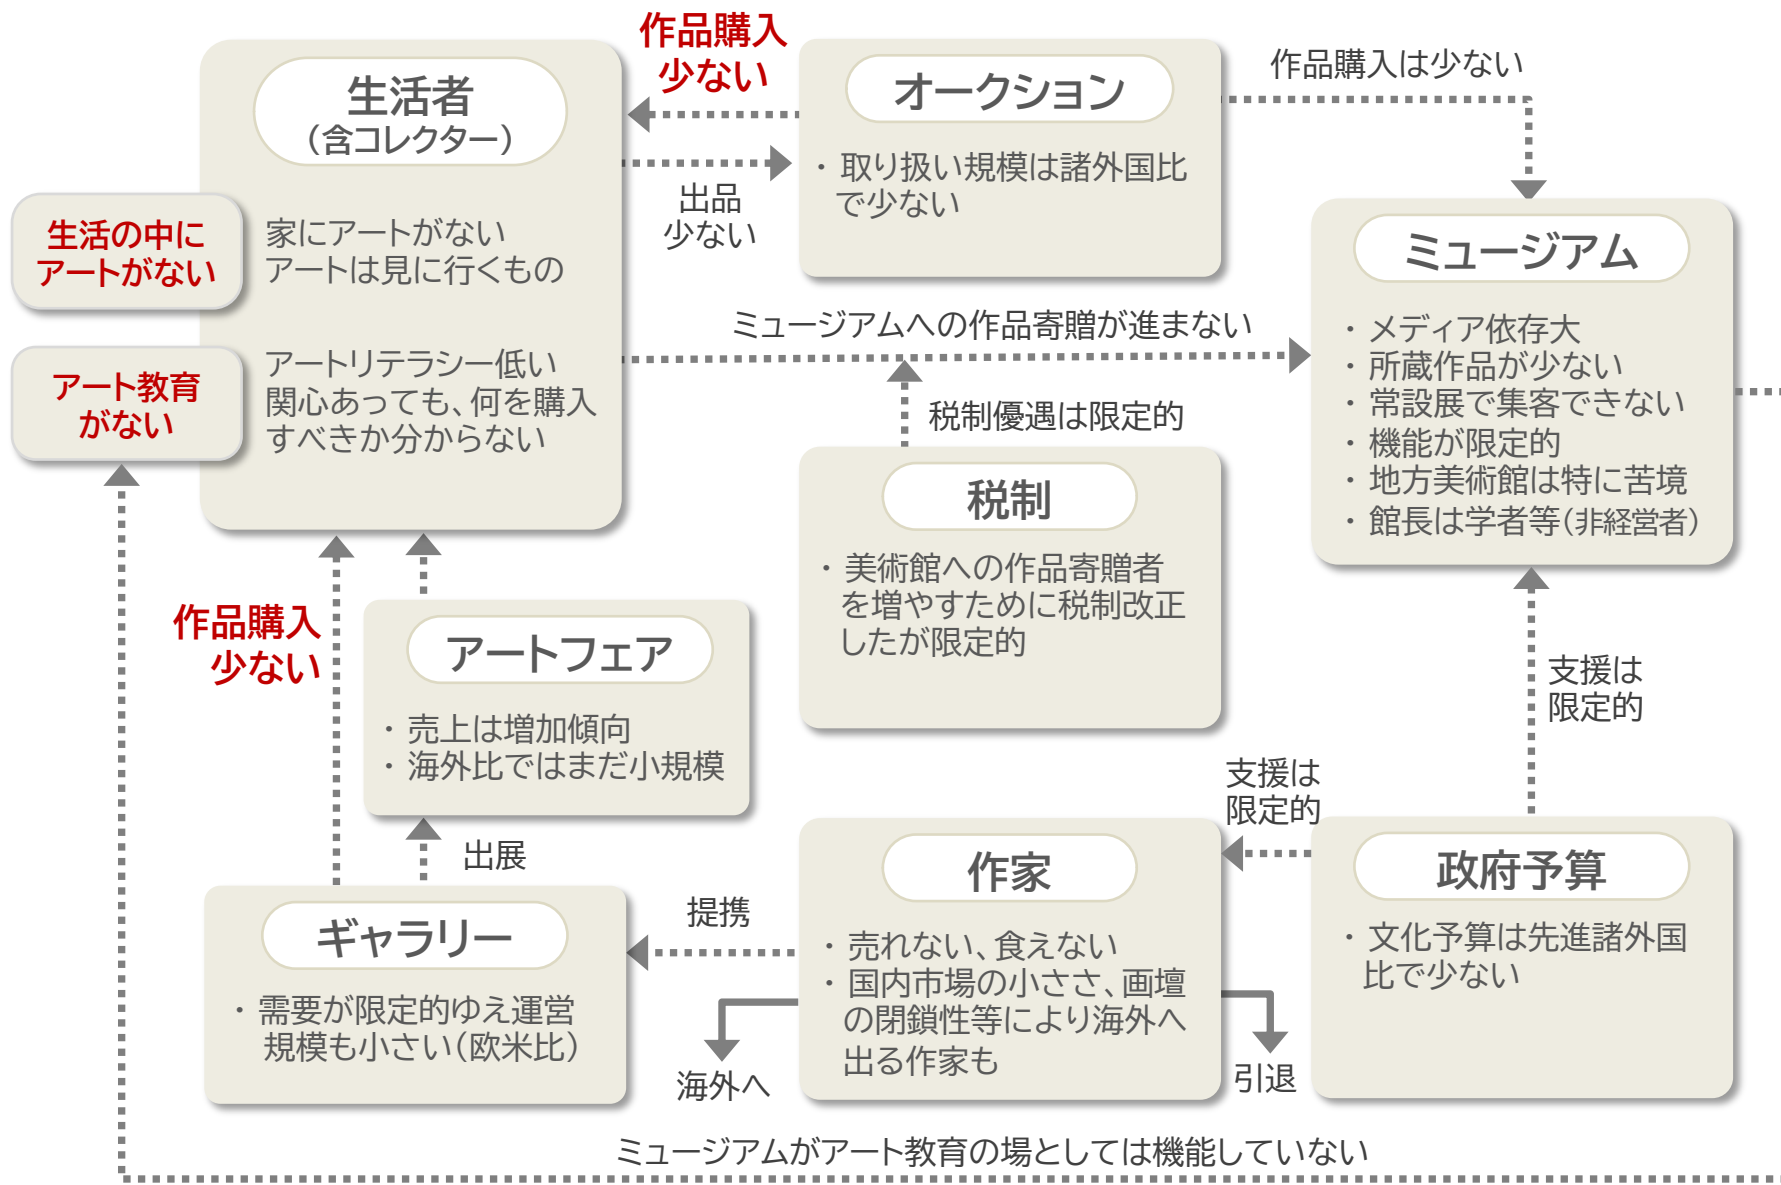 作品購入
少ない
生活者
（含コレクター）
オークション
作品購入は少ない
・取り扱い規模は諸外国比
で少ない
出品
少ない
生活の中に
アートがない
家にアートがない
アートは見に行くもの
ミュージアム
・メディア依存大
・所蔵作品が少ない
・常設展で集客できない
・機能が限定的
・地方美術館は特に苦境
・館長は学者等（非経営者）
ミュージアムへの作品寄贈が進まない
アート教育
がない
アートリテラシー低い
関心あっても、何を購入
すべきか分からない
税制優遇は限定的
税制
・美術館への作品寄贈者
を増やすために税制改正
したが限定的
作品購入
少ない
アートフェア
・売上は増加傾向
・海外比ではまだ小規模
支援は
限定的
支援は
限定的
出展
作家
政府予算
ギャラリー
提携
・売れない、食えない
・国内市場の小ささ、画壇
の閉鎖性等により海外へ
出る作家も
・文化予算は先進諸外国
比で少ない
・需要が限定的ゆえ運営
規模も小さい（欧米比）
海外へ
引退
ミュージアムがアート教育の場としては機能していない